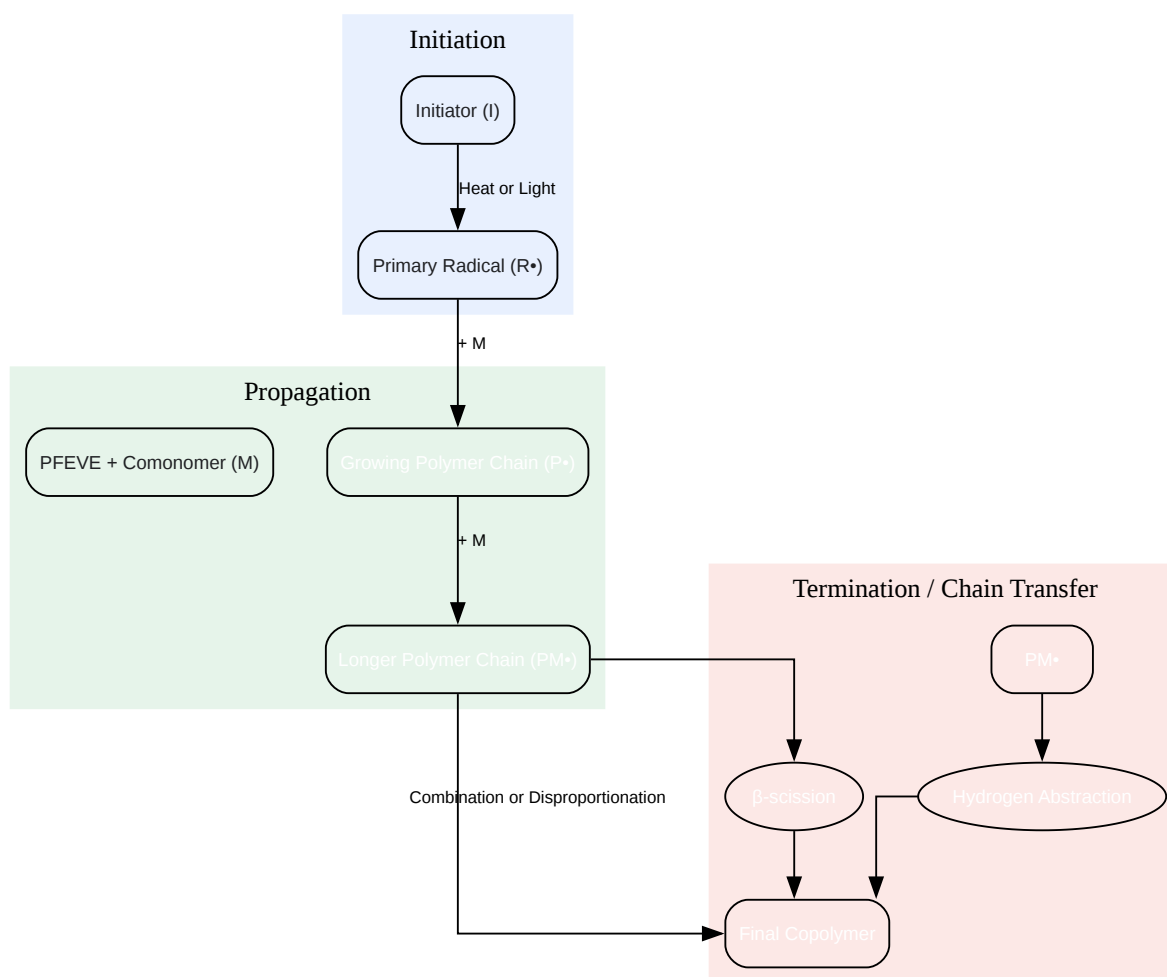 Initiation
Initiator (I)
Heat or Light
Primary Radical (R•)
+ M
Propagation
PFEVE + Comonomer (M)
Growing Polymer Chain (P•)
+ M
Longer Polymer Chain (PM•)
Termination / Chain Transfer
PM•
Combination or Disproportionation
β-scission
Hydrogen Abstraction
Final Copolymer